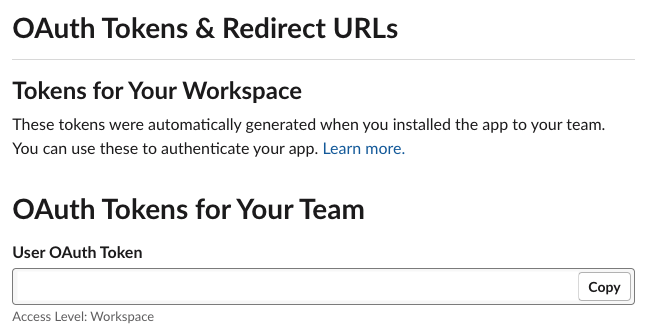 OAuth Tokens & Redirect URLs
Tokens for Your Workspace
These tokens were automatically generated when you installed the app to your team.
You can use these to authenticate your app. Learn more.
OAuth Tokens for Your Team
User OAuth Token
Copy
Access Level: Workspace